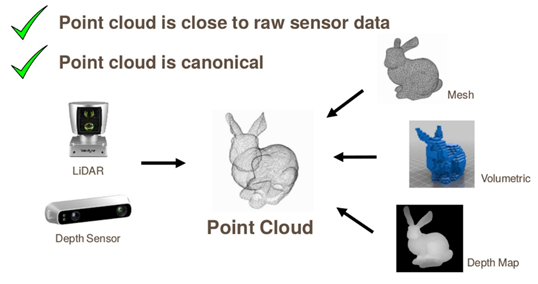 Point cloud is close to raw sensor data
Point cloud is canonical
Mesh
LiDAR
Volumetric
Point Cloud
Depth Sensor
Depth Map